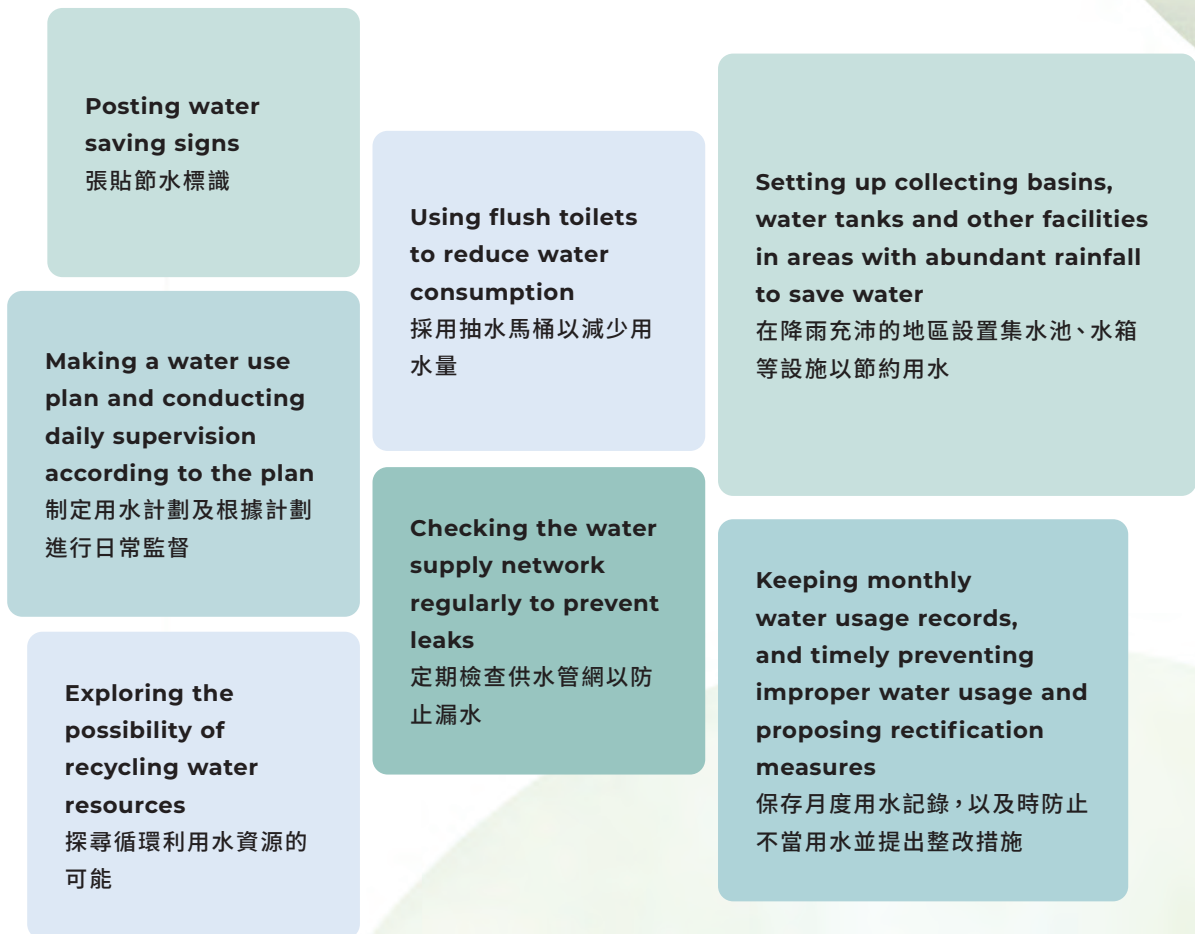 Posting water
saving signs
張貼節水標識
Making a water use
plan and conducting
daily supervision
according to the plan
制定用水計劃及根據計劃
進行日常監督
Exploring the
possibility of
recycling water
resources
探尋循環利用水資源的
可能
Using flush toilets
to reduce water
consumption
採用抽水馬桶以減少用
水量
Checking the water
supply network
regularly to prevent
leaks
定期檢查供水管網以防
止漏水
Setting up collecting basins,
water tanks and other facilities
in areas with abundant rainfall
to save water
在降雨充沛的地區設置集水池、水箱
等設施以節約用水
Keeping monthly
water usage records,
and timely preventing
improper water usage and
proposing rectification
measures
保存月度用水記錄，以及時防止
不當用水並提出整改措施